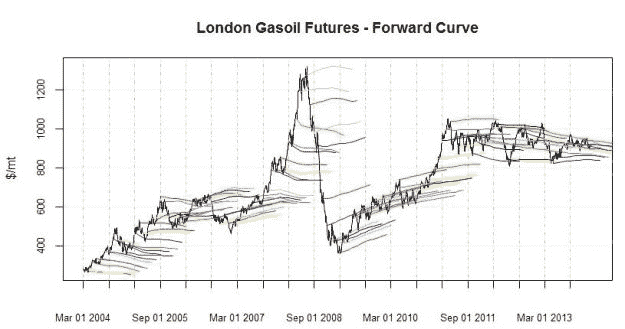 London Gasoil Futures - Forward Curve
$/mt
1200
1000
800
600
400
Mar 01 2004 Sep 01 2005 Mar 01 2007 Sep 01 2008 Mar 01 2010 Sep 01 2011 Mar 01 2013